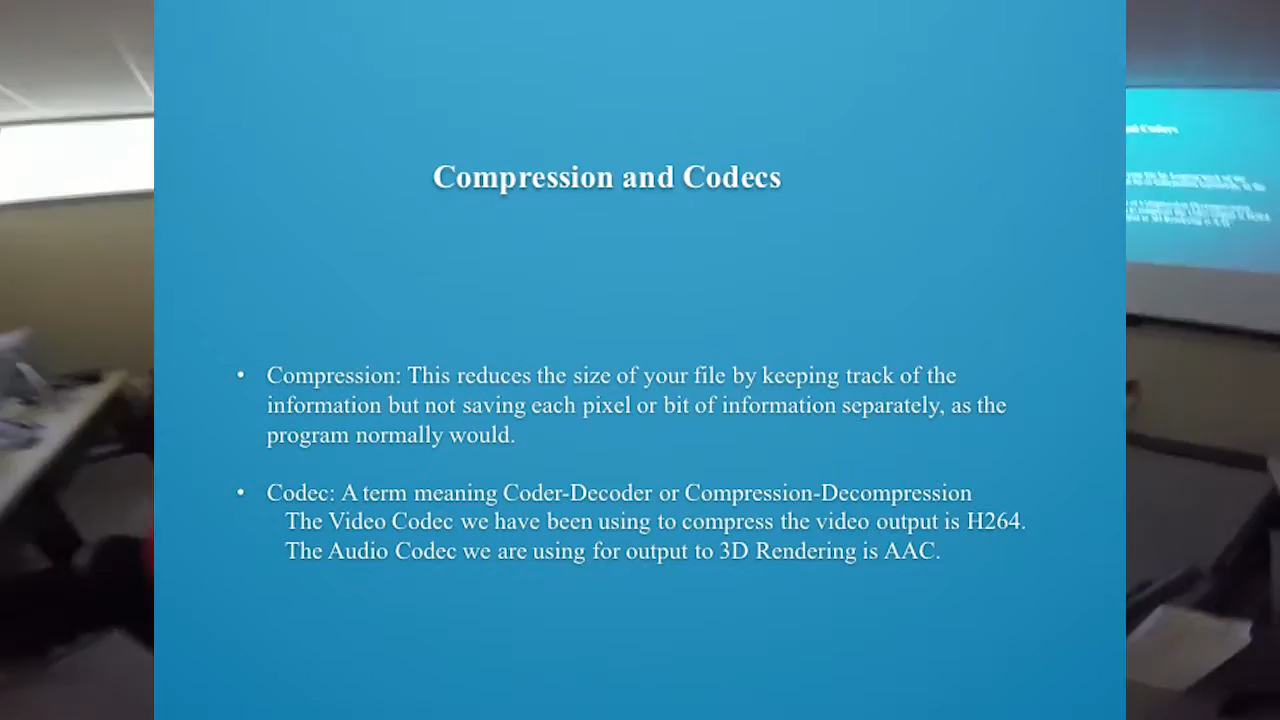 Compression and Codecs
• Compression: This reduces the size of your file by keeping track of the
information but not saving each pixel or bit of information separately, as the
program normally would.
• Codec: A term meaning Coder-Decoder or Compression-Decompression
The Video Codec we have been using to compress the video output is H264.
The Audio Codec we are using for output to 3D Rendering is AAC.